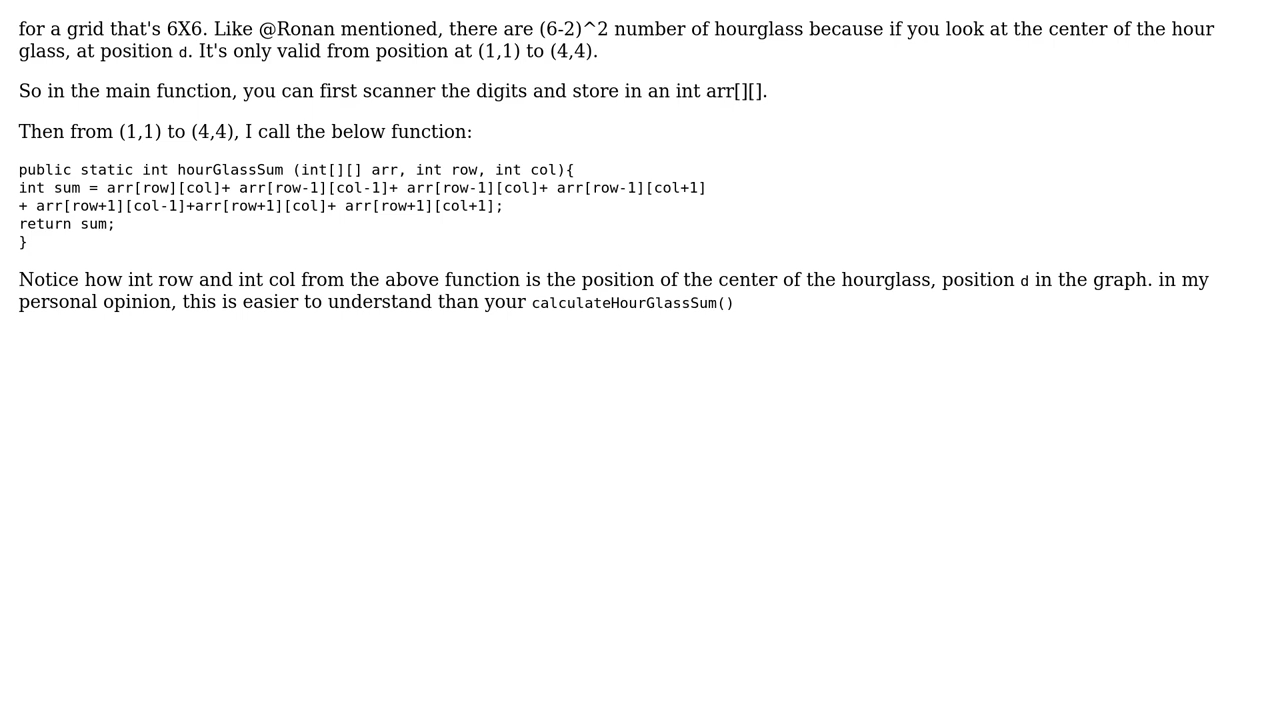 for a grid that's 6X6. Like @Ronan mentioned, there are (6-2)^2 number of hourglass because if you look at the center of the hour
glass, at position d. It's only valid from position at (1,1) to (4,4).
So in the main function, you can first scanner the digits and store in an int arr[][].
Then from (1,1) to (4,4), I call the below function:
public static int hourGlassSum (int[][] arr, int row, int col){
int sum = arr[row][col]+ arr[row-1][col-1]+ arr[row-1][col]+ arr[row-1][col+1]
+ arr[row+1][col-1]+arr[row+1][col]+ arr[row+1][col+1];
return sum;
}
Notice how int row and int col from the above function is the position of the center of the hourglass, position d in the graph. in my
personal opinion, this is easier to understand than your calculateHourGlassSum()